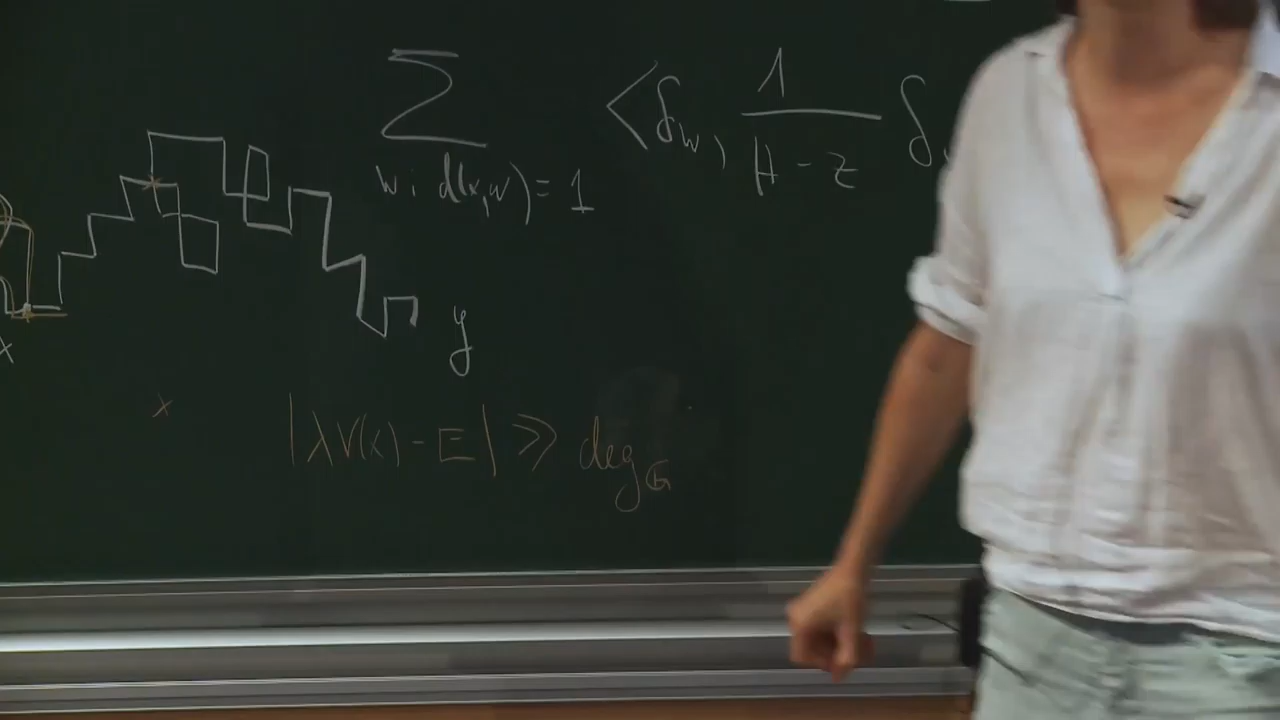 ∑ ⟨δ_w, 1/(H - z) δ
w : d(x,w) = 1
y
x
x
|λV(x) - E| ≫ deg_G